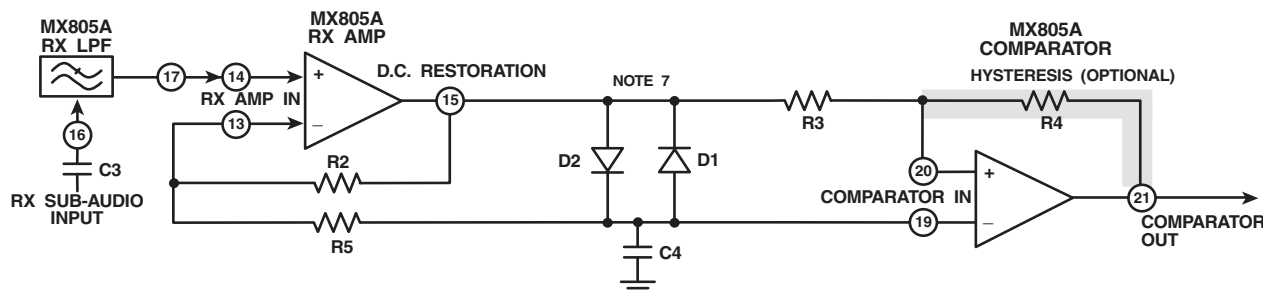 MX805A
RX LPF
MX805A
RX AMP
MX805A
COMPARATOR
HYSTERESIS (OPTIONAL)
D.C. RESTORATION
NOTE 7
17
14
+
RX AMP IN
15
13
–
16
C3
RX SUB-AUDIO
INPUT
R2
R5
D2
D1
C4
R3
R4
20
+
COMPARATOR IN
19
–
21
COMPARATOR
OUT